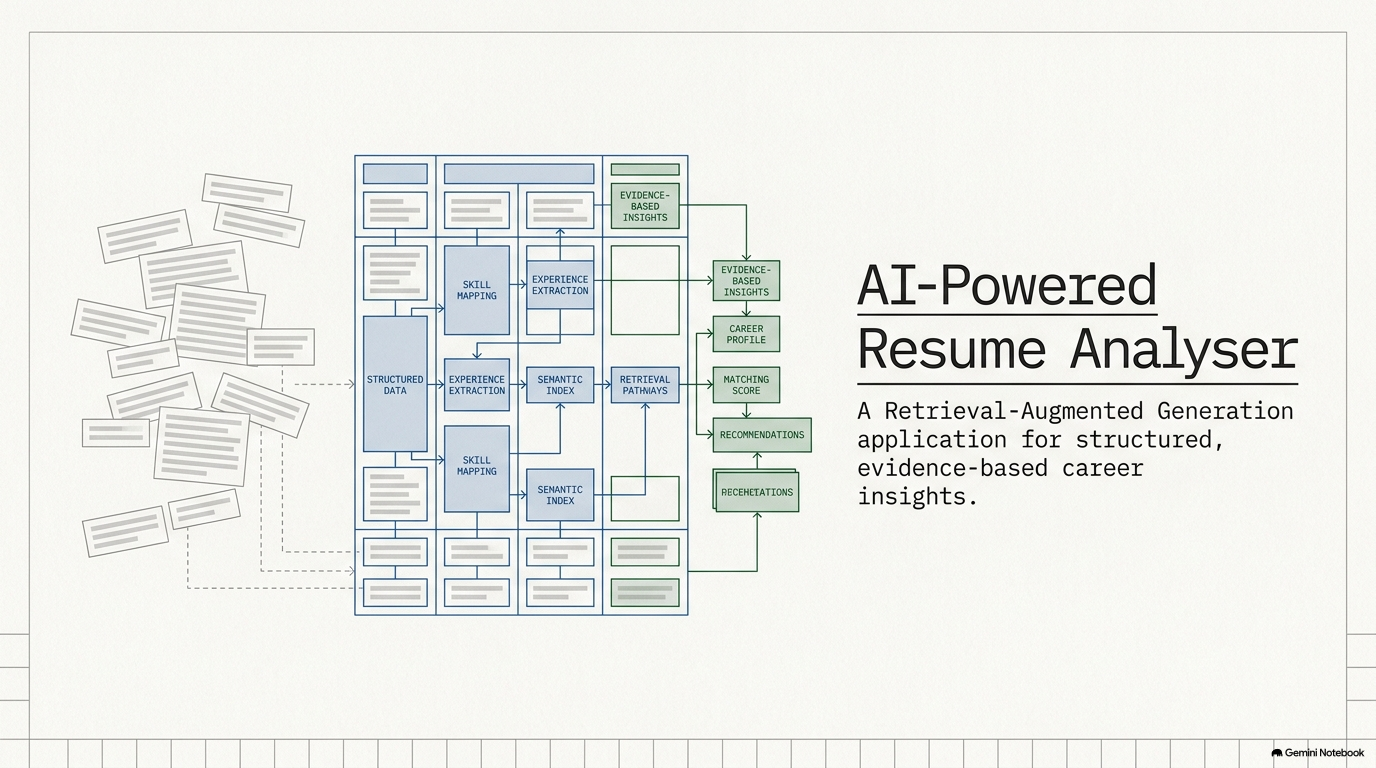 EVIDENCE-
BASED
INSIGHTS
SKILL
MAPPING
EXPERIENCE
EXTRACTION
EVIDENCE-
BASED
INSIGHTS
CAREER
PROFILE
STRUCTURED
DATA
EXPERIENCE
EXTRACTION
SEMANTIC
INDEX
RETRIEVAL
PATHWAYS
MATCHING
SCORE
RECOMMENDATIONS
SKILL
MAPPING
SEMANTIC
INDEX
AI-Powered
Resume Analyser
A Retrieval-Augmented Generation
application for structured,
evidence-based career
insights.
Gemini Notebook